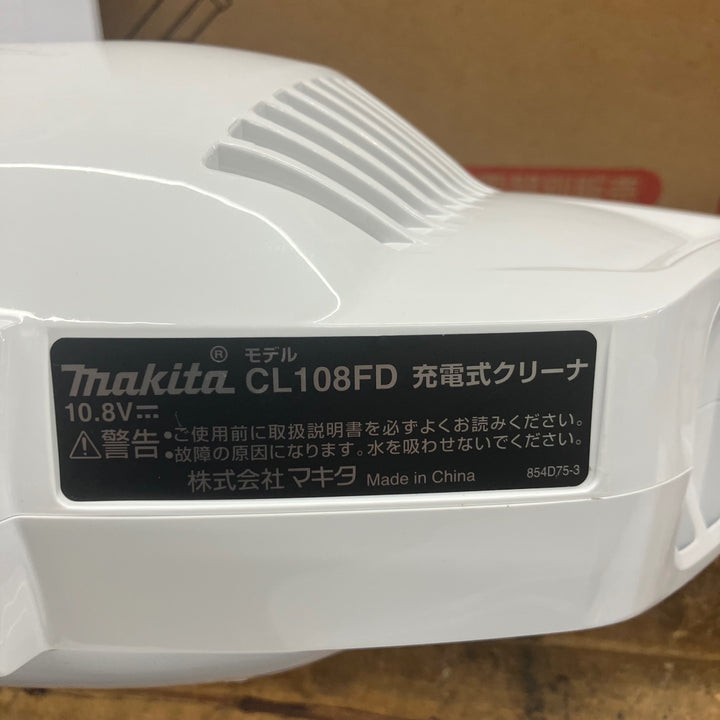 モデル
makita® CL108FD 充電式クリーナ
10.8V⎓
⚠警告 •ご使用前に取扱説明書を必ずよくお読みください。
•故障の原因になります。水を吸わせないでください。
株式会社マキタ Made in China 854D75-3